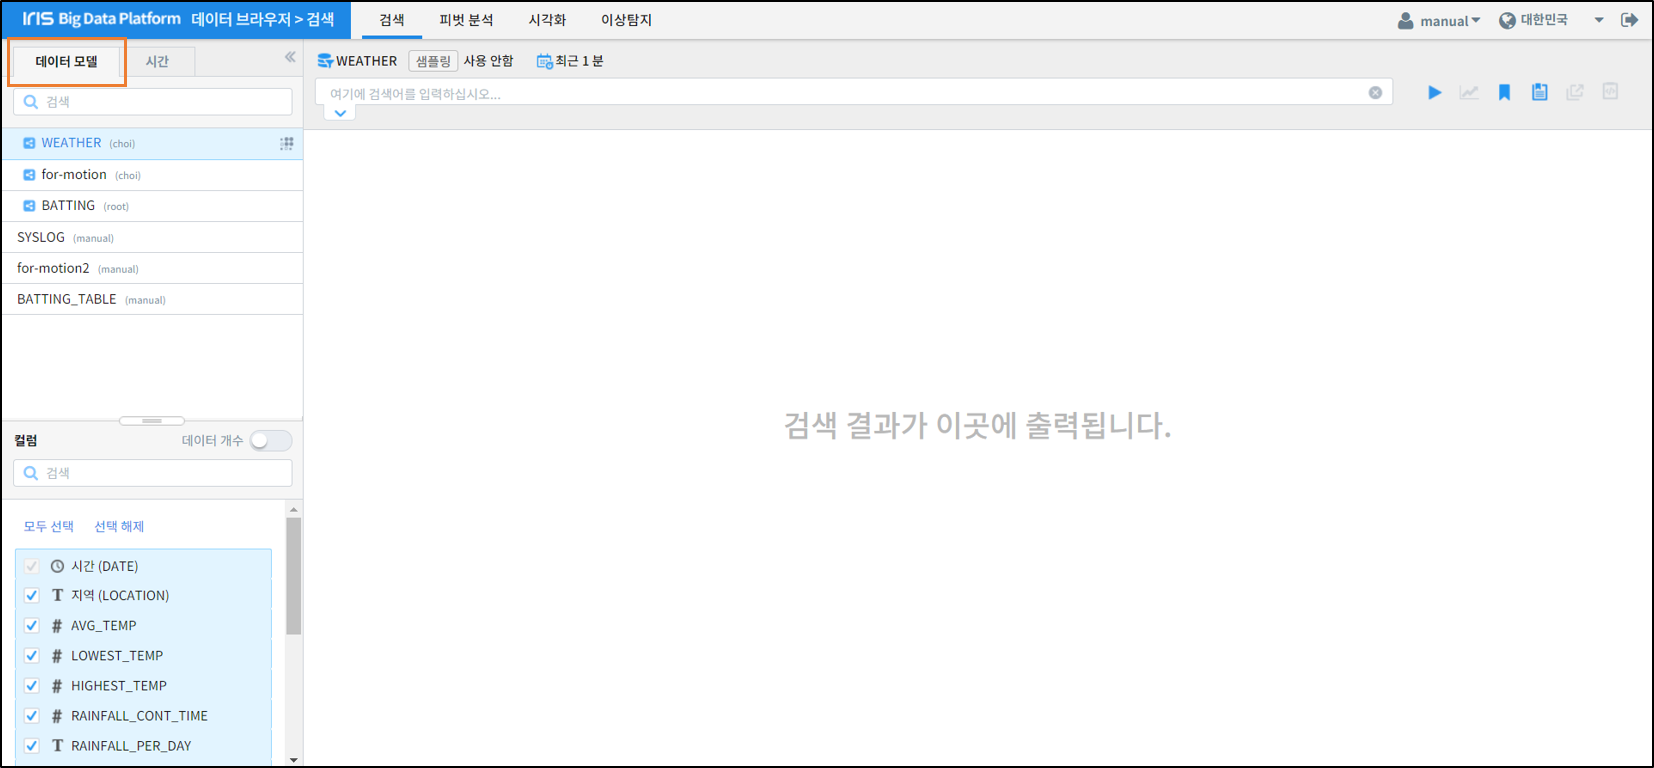 IRIS Big Data Platform 데이터 브라우저 > 검색
검색 피벗 분석 시각화 이상탐지
manual 대한민국
데이터 모델 시간
WEATHER 샘플링 사용 안함 최근 1 분
검색
여기에 검색어를 입력하십시오...
WEATHER (choi)
for-motion (choi)
BATTING (root)
SYSLOG (manual)
for-motion2 (manual)
BATTING_TABLE (manual)
검색 결과가 이곳에 출력됩니다.
컬럼 데이터 개수
검색
모두 선택 선택 해제
시간 (DATE)
T 지역 (LOCATION)
# AVG_TEMP
# LOWEST_TEMP
# HIGHEST_TEMP
# RAINFALL_CONT_TIME
T RAINFALL_PER_DAY